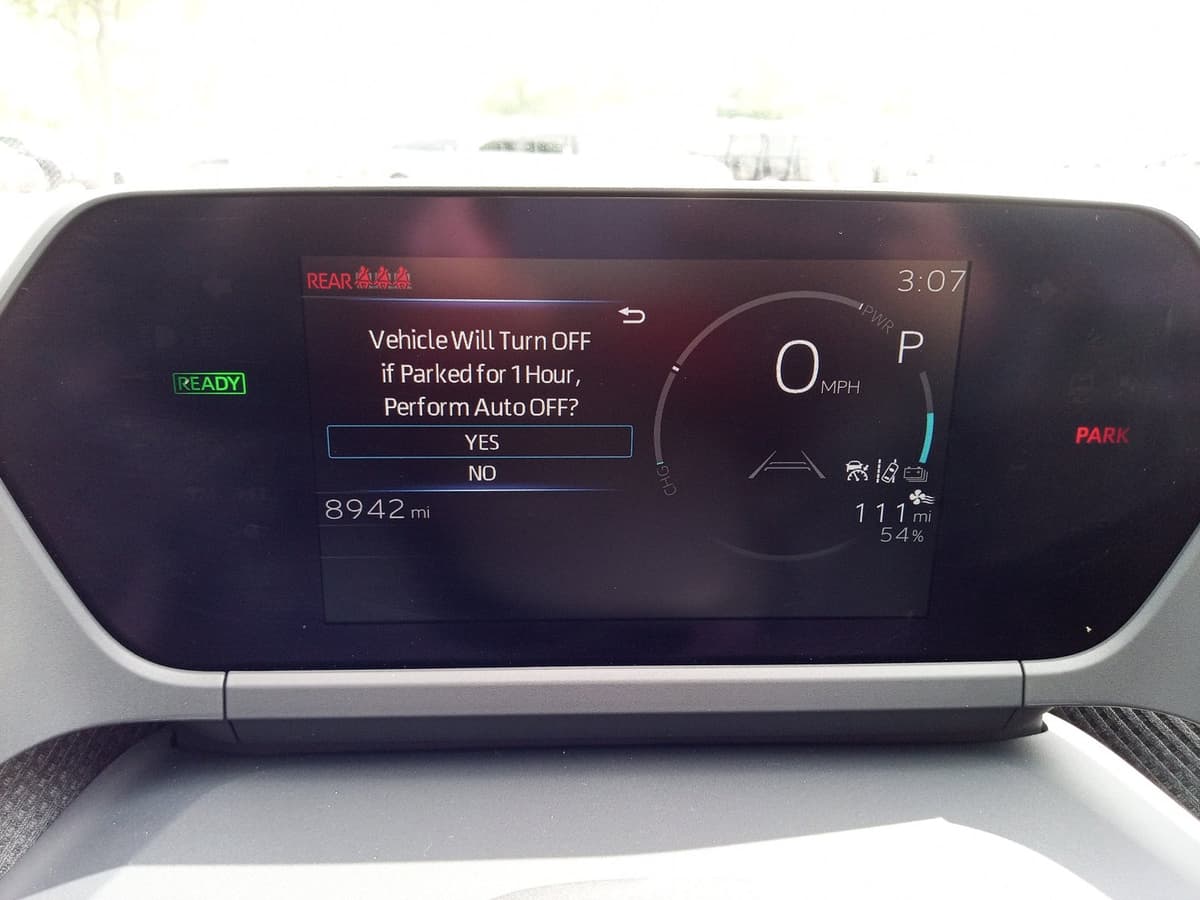 REAR
3:07
PWR
Vehicle Will Turn OFF
if Parked for 1 Hour,
Perform Auto OFF?
YES
NO
P
0 MPH
READY
PARK
CHG
8942 mi
111 mi
54%